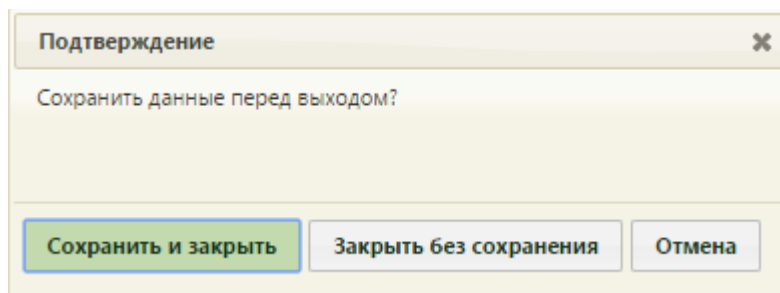 Подтверждение
Сохранить данные перед выходом?
Сохранить и закрыть
Закрыть без сохранения
Отмена